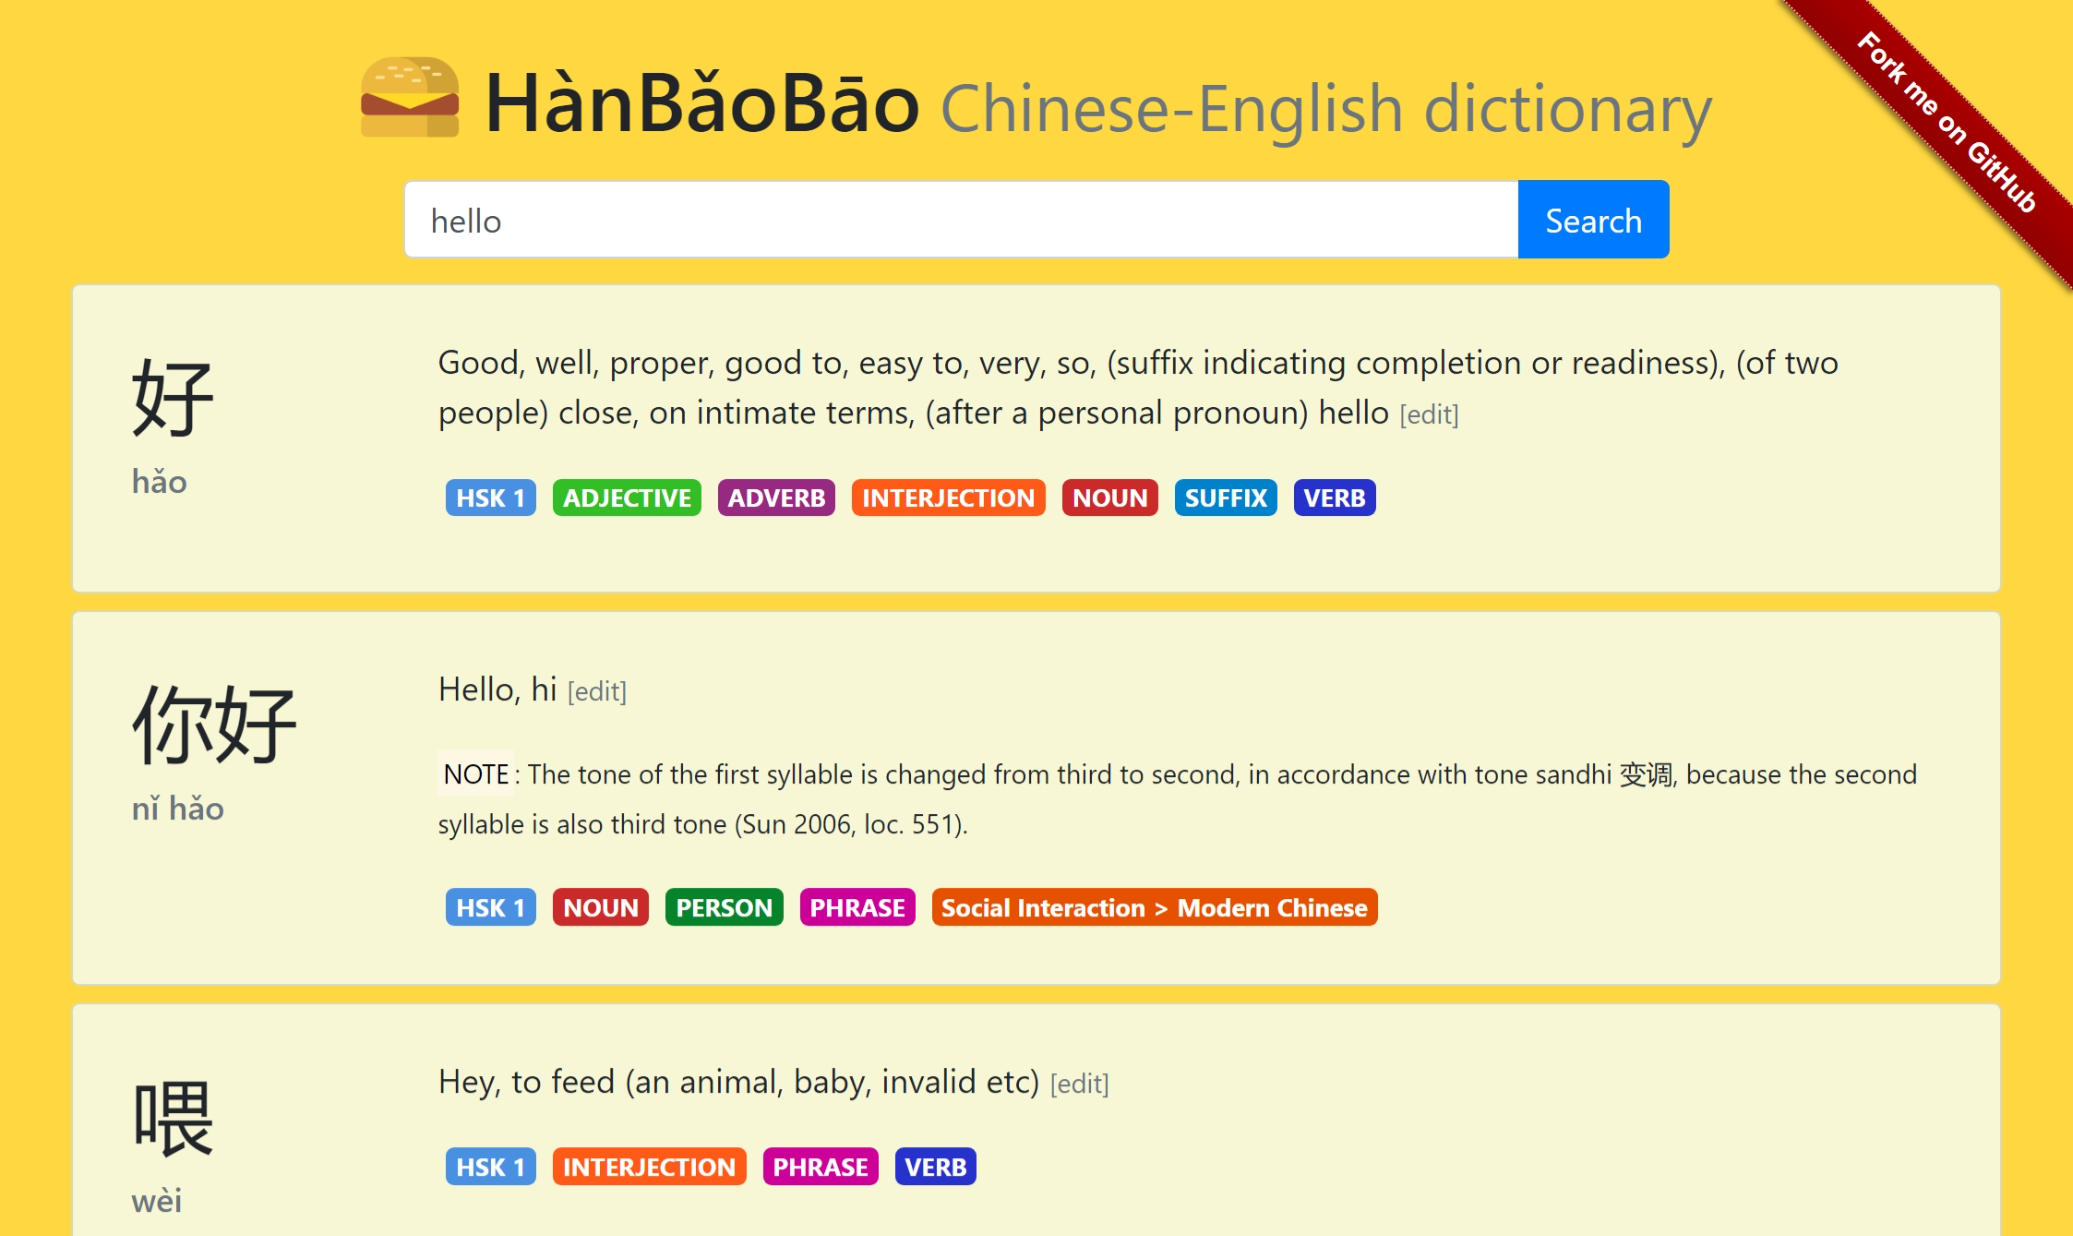 HànBǎoBāo Chinese-English dictionary
Fork me on GitHub
hello
Search
好
hǎo
Good, well, proper, good to, easy to, very, so, (suffix indicating completion or readiness), (of two
people) close, on intimate terms, (after a personal pronoun) hello [edit]
HSK 1 ADJECTIVE ADVERB INTERJECTION NOUN SUFFIX VERB
你好
nǐ hǎo
Hello, hi [edit]
NOTE: The tone of the first syllable is changed from third to second, in accordance with tone sandhi 变调, because the second
syllable is also third tone (Sun 2006, loc. 551).
HSK 1 NOUN PERSON PHRASE Social Interaction > Modern Chinese
喂
wèi
Hey, to feed (an animal, baby, invalid etc) [edit]
HSK 1 INTERJECTION PHRASE VERB